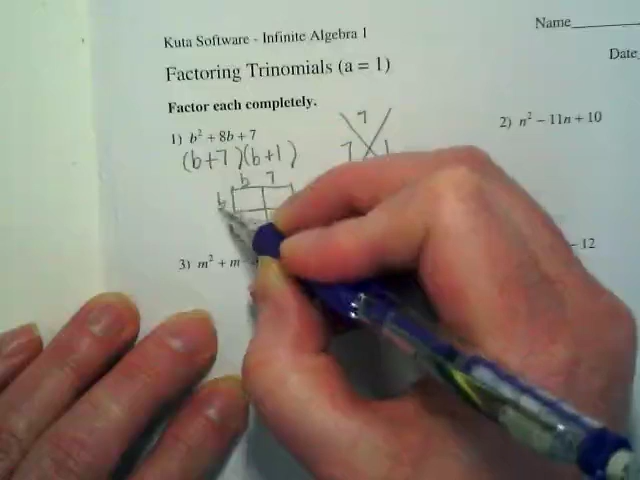 Kuta Software - Infinite Algebra 1
Name
Factoring Trinomials (a = 1)
Date
Factor each completely.
1) b² + 8b + 7
(b+7)(b+1)
7
7 1
b 7
b
2) n² − 11n + 10
3) m² + m
− 12